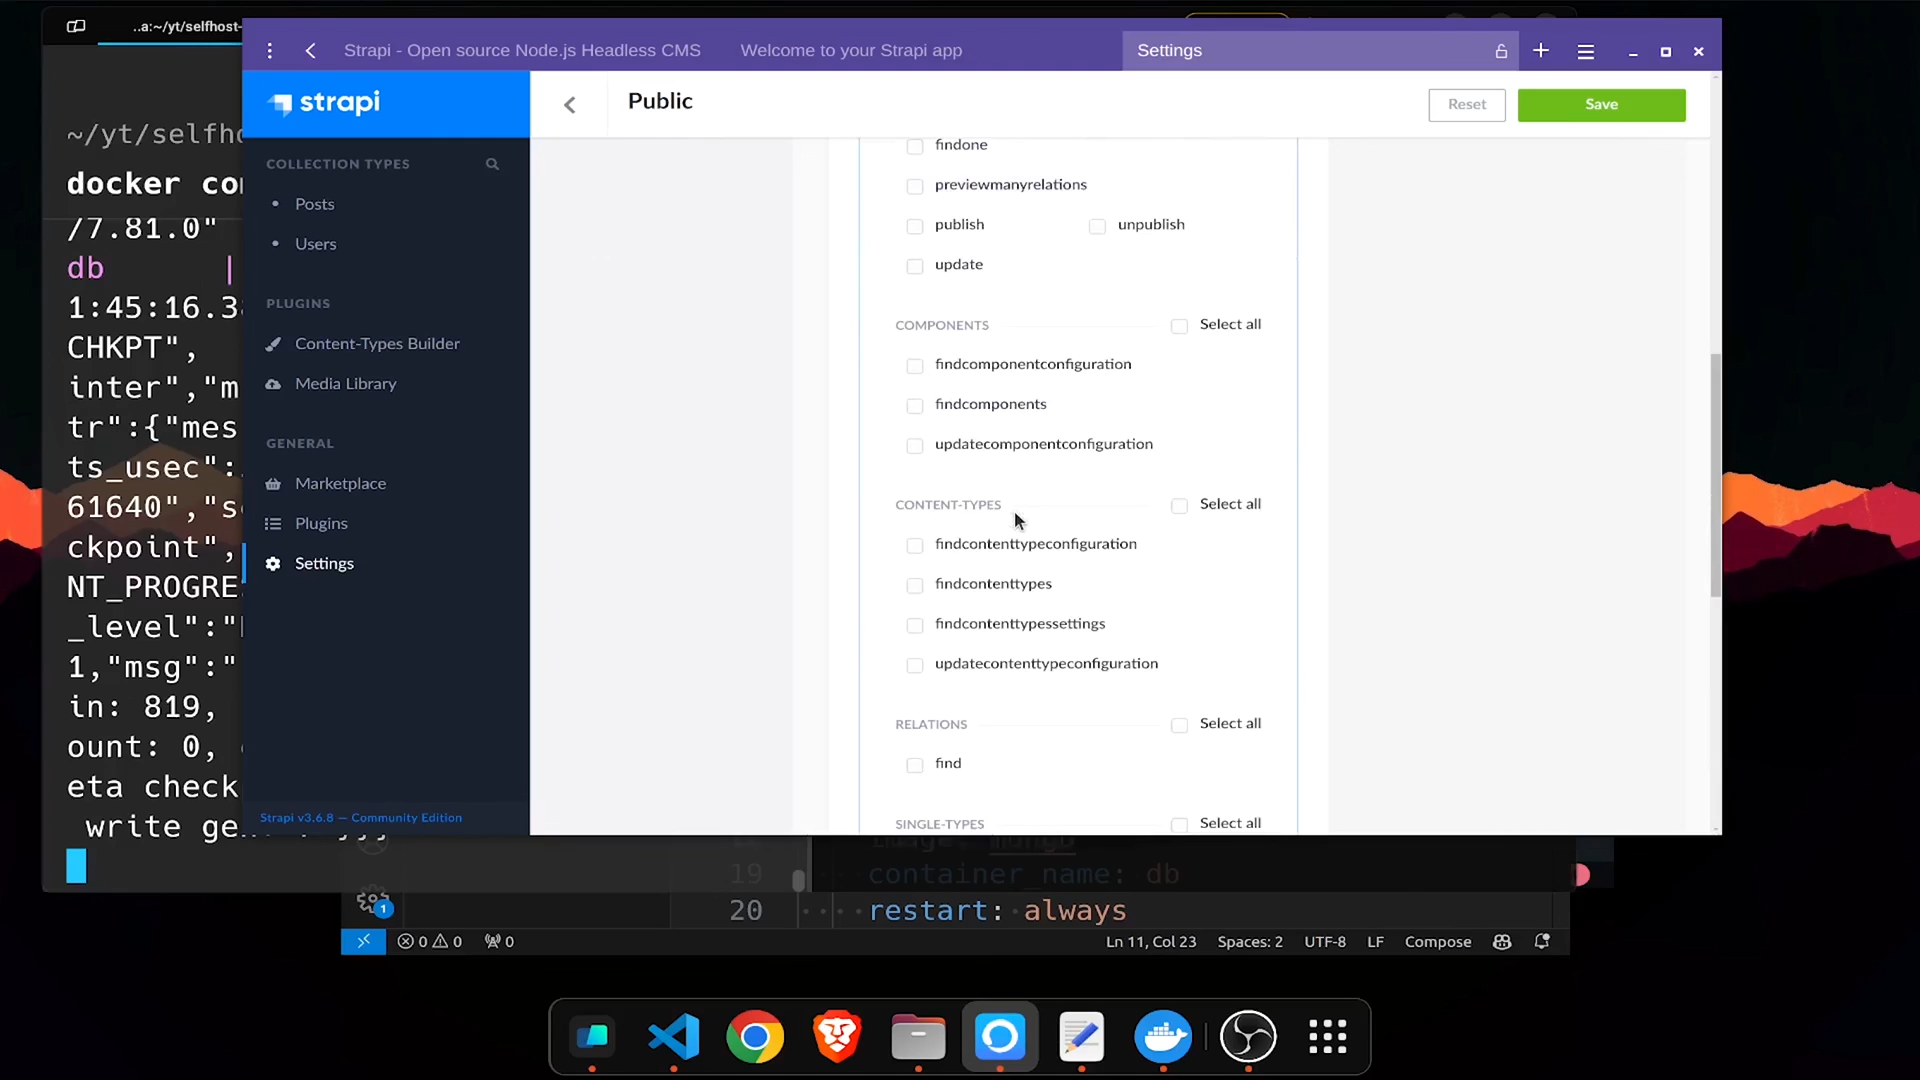 ..a:~/yt/selfhost-
Strapi - Open source Node.js Headless CMS
Welcome to your Strapi app
Settings
strapi
Public
Reset
Save
~/yt/selfho
docker co
/7.81.0"
db |
1:45:16.3
CHKPT",
inter","m
tr":{"mes
ts_usec":
61640","s
ckpoint",
NT_PROGRE
_level":"
1,"msg":"
in: 819,
ount: 0,
eta check
write gen
COLLECTION TYPES
Posts
Users
PLUGINS
Content-Types Builder
Media Library
GENERAL
Marketplace
Plugins
Settings
Strapi v3.6.8 — Community Edition
findone
previewmanyrelations
publish
unpublish
update
COMPONENTS
Select all
findcomponentconfiguration
findcomponents
updatecomponentconfiguration
CONTENT-TYPES
Select all
findcontenttypeconfiguration
findcontenttypes
findcontenttypessettings
updatecontenttypeconfiguration
RELATIONS
Select all
find
SINGLE-TYPES
Select all
image: mongo
19 container_name: db
20 restart: always
1
0 0 0
Ln 11, Col 23
Spaces: 2
UTF-8
LF
Compose